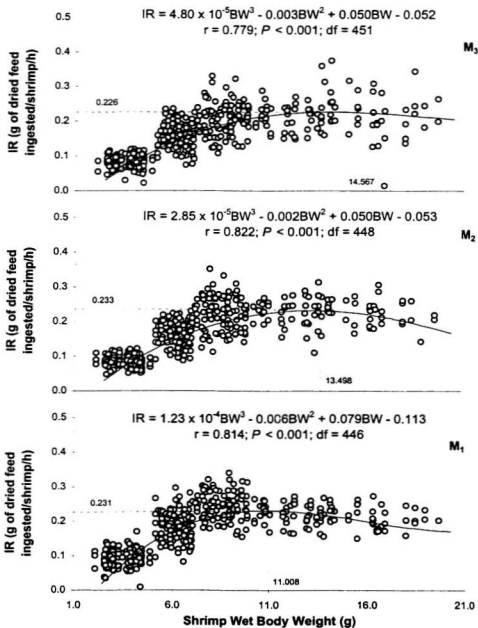 IR = 4.80 x 10⁻⁵BW³ - 0.003BW² + 0.050BW - 0.052
r = 0.779; P < 0.001; df = 451
M₃
IR (g of dried feed
ingested/shrimp/h)
0.5
0.4
0.3
0.2
0.1
0.0
0.226
14.567
IR = 2.85 x 10⁻⁵BW³ - 0.002BW² + 0.050BW - 0.053
r = 0.822; P < 0.001; df = 448
M₂
IR (g of dried feed
ingested/shrimp/h)
0.5
0.4
0.3
0.2
0.1
0.0
0.233
13.498
IR = 1.23 x 10⁻⁴BW³ - 0.006BW² + 0.079BW - 0.113
r = 0.814; P < 0.001; df = 446
M₁
IR (g of dried feed
ingested/shrimp/h)
0.5
0.4
0.3
0.2
0.1
0.0
0.231
11.008
1.0 6.0 11.0 16.0 21.0
Shrimp Wet Body Weight (g)